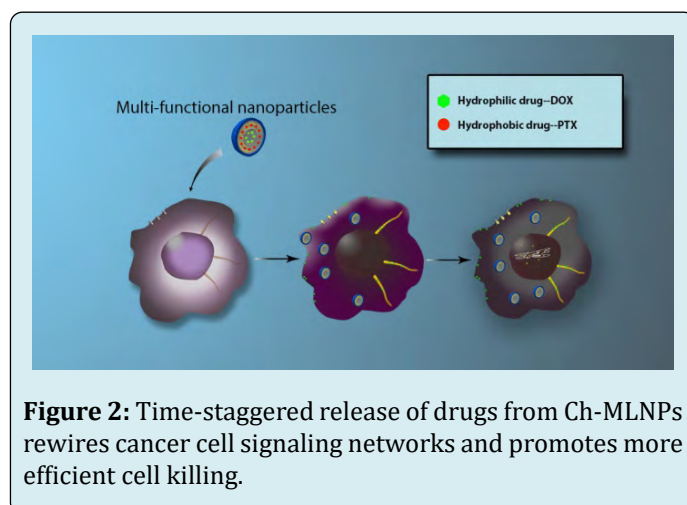 Multi-functional nanoparticles
Hydrophilic drug--DOX
Hydrophobic drug--PTX
Figure 2: Time-staggered release of drugs from Ch-MLNPs
rewires cancer cell signaling networks and promotes more
efficient cell killing.